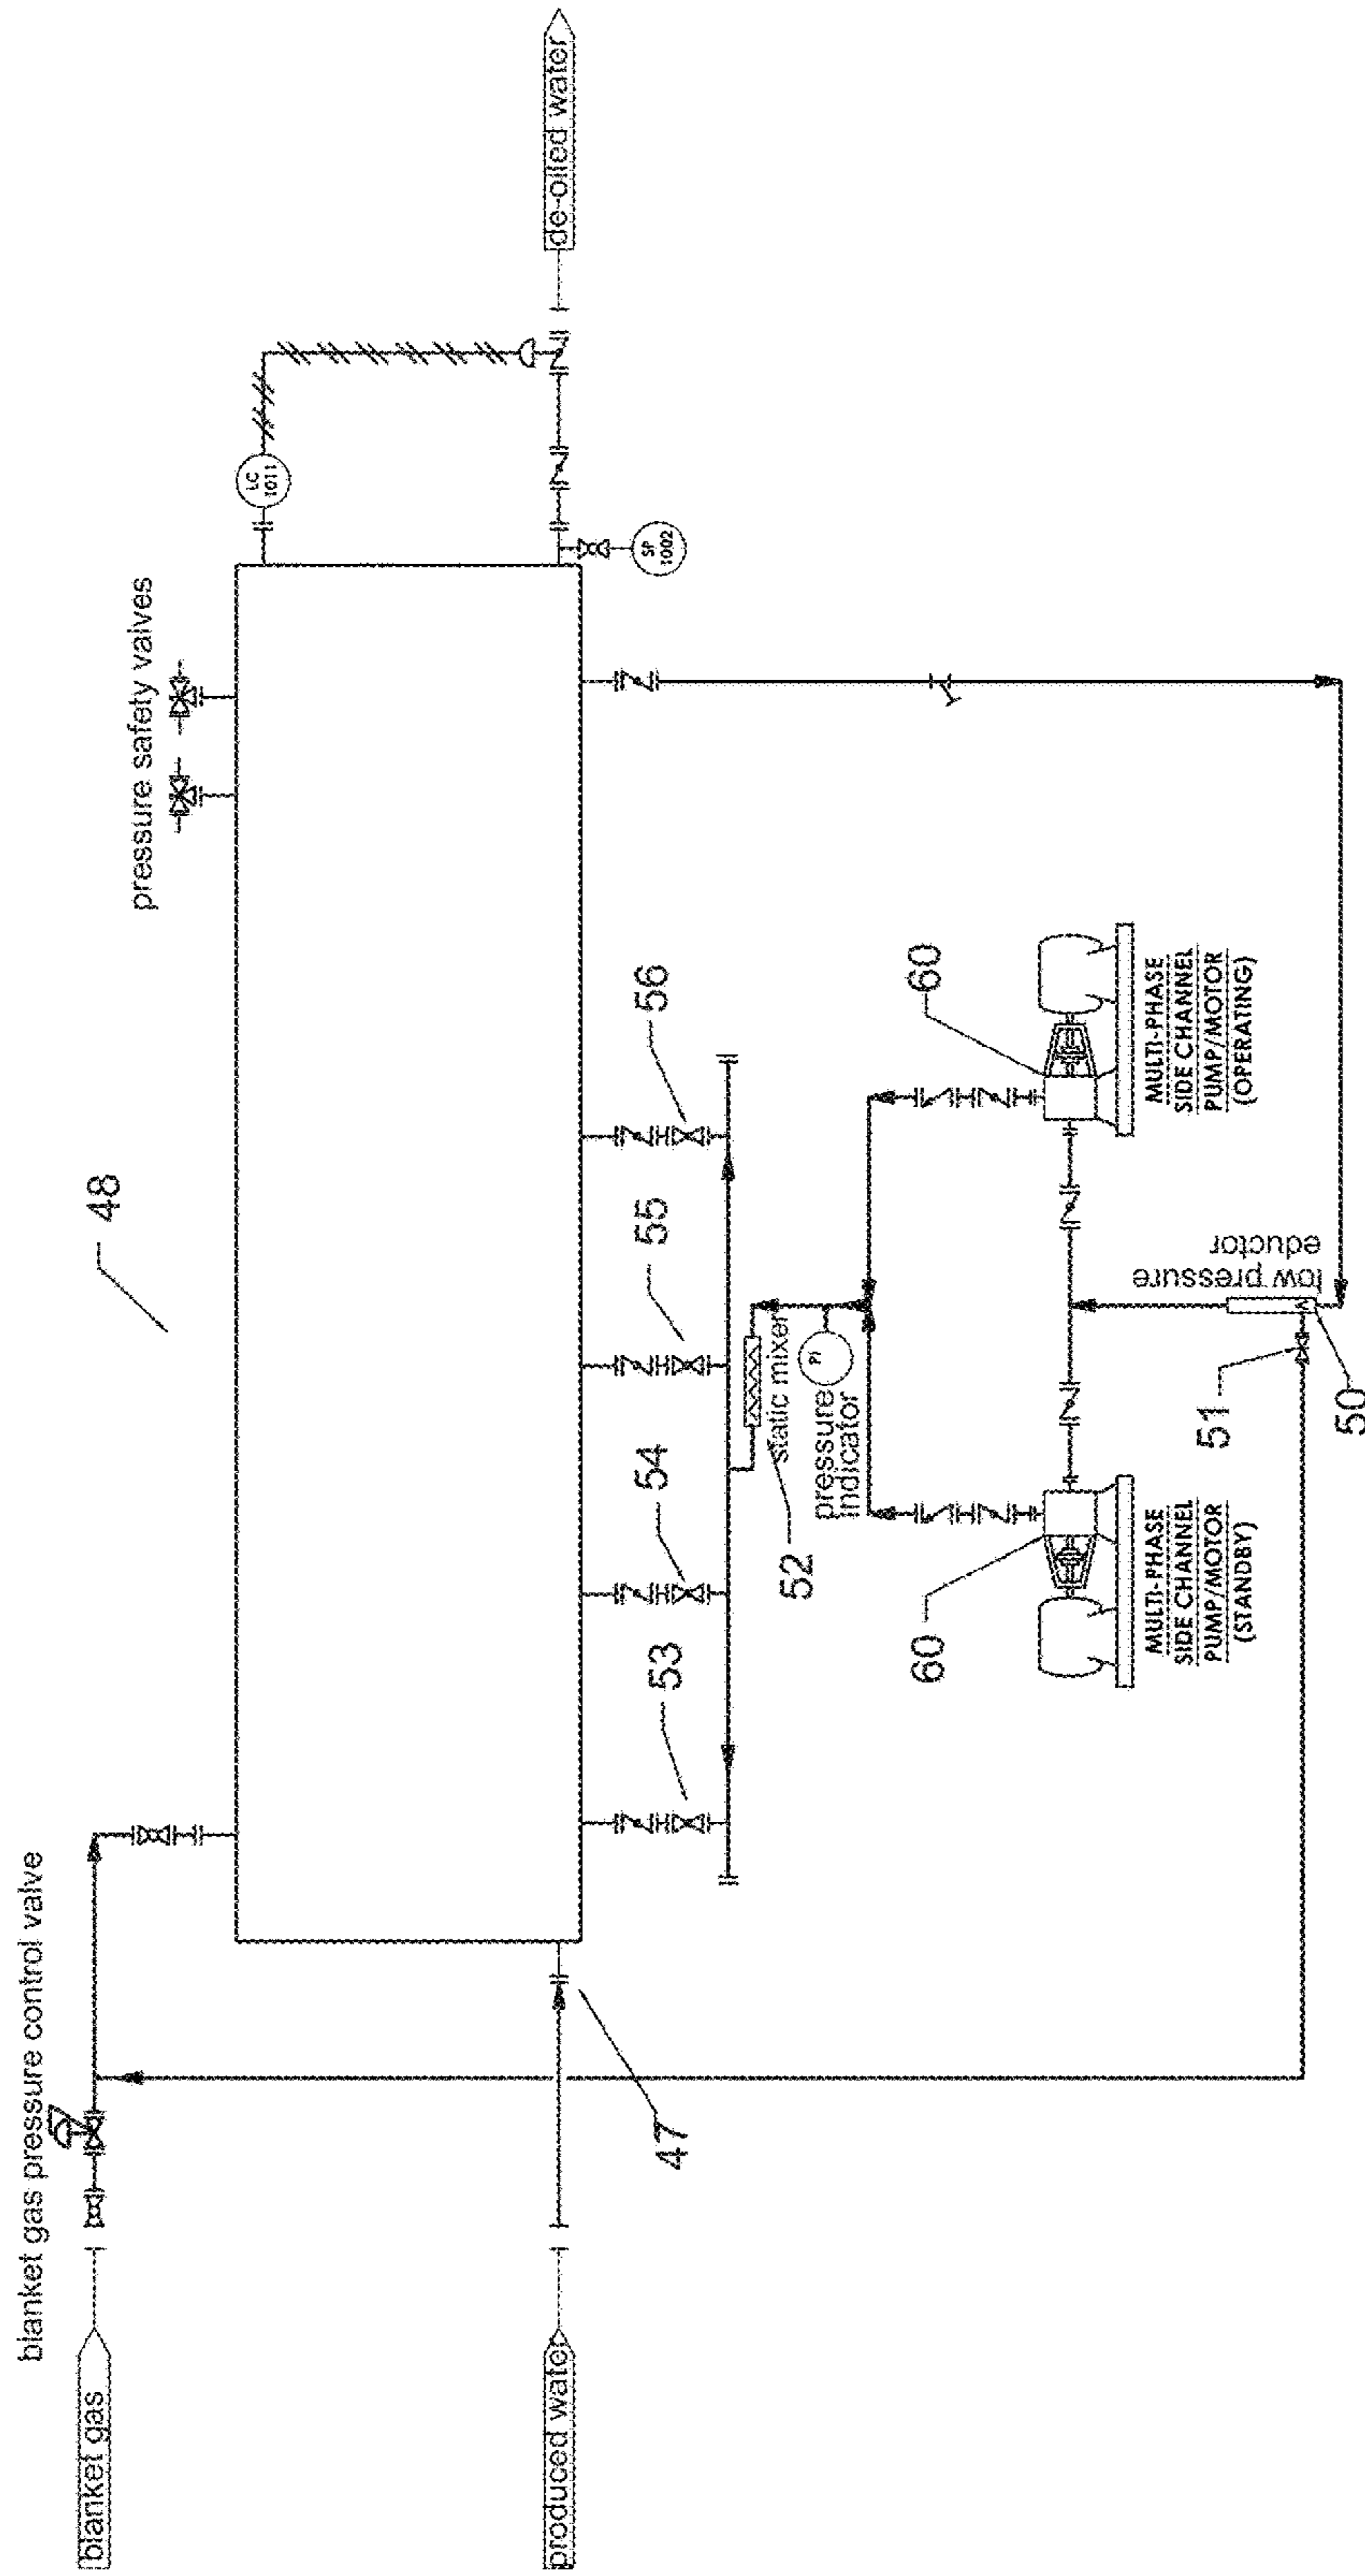 blanket gas pressure control valve
blanket gas
produced water
47
48
pressure safety valves
LC
1011
SP
1002
de-oiled water
53
54
55
56
static mixer
52
PI
pressure
indicator
60
60
MULTI-PHASE
SIDE CHANNEL
PUMP/MOTOR
(STANDBY)
MULTI-PHASE
SIDE CHANNEL
PUMP/MOTOR
(OPERATING)
low pressure
eductor
51
50